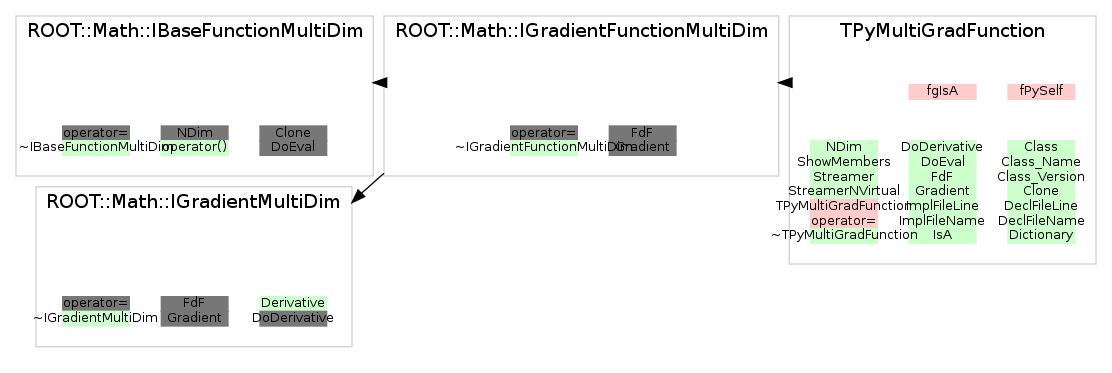 ROOT::Math::IBaseFunctionMultiDim
operator= NDim Clone
~IBaseFunctionMultiDim operator() DoEval
ROOT::Math::IGradientFunctionMultiDim
operator= FdF
~IGradientFunctionMultiDim Gradient
TPyMultiGradFunction
fgIsA fPySelf
NDim DoDerivative Class
ShowMembers DoEval Class_Name
Streamer FdF Class_Version
StreamerNVirtual Gradient Clone
TPyMultiGradFunction ImplFileLine DeclFileLine
operator= ImplFileName DeclFileName
~TPyMultiGradFunction IsA Dictionary
ROOT::Math::IGradientMultiDim
operator= FdF Derivative
~IGradientMultiDim Gradient DoDerivative